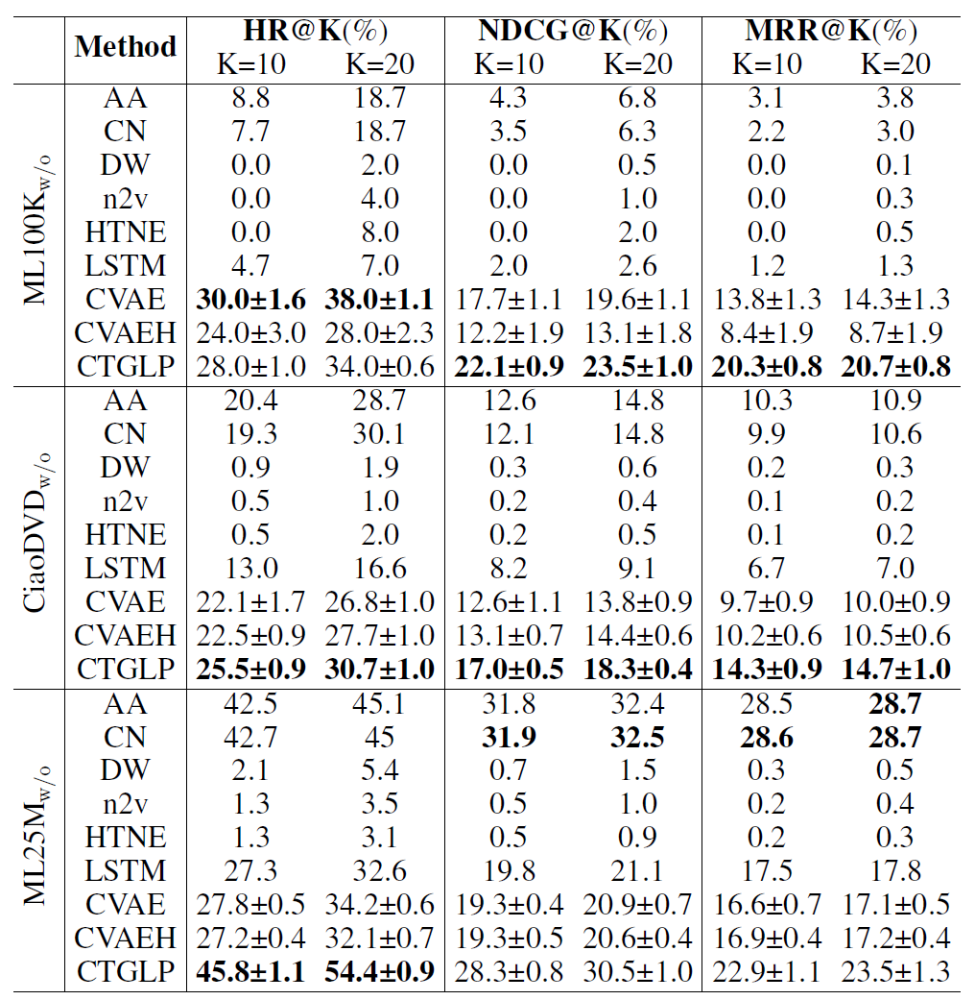 Method HR@K(%) NDCG@K(%) MRR@K(%)
K=10 K=20 K=10 K=20 K=10 K=20
ML100Kw/o
AA 8.8 18.7 4.3 6.8 3.1 3.8
CN 7.7 18.7 3.5 6.3 2.2 3.0
DW 0.0 2.0 0.0 0.5 0.0 0.1
n2v 0.0 4.0 0.0 1.0 0.0 0.3
HTNE 0.0 8.0 0.0 2.0 0.0 0.5
LSTM 4.7 7.0 2.0 2.6 1.2 1.3
CVAE 30.0±1.6 38.0±1.1 17.7±1.1 19.6±1.1 13.8±1.3 14.3±1.3
CVAEH 24.0±3.0 28.0±2.3 12.2±1.9 13.1±1.8 8.4±1.9 8.7±1.9
CTGLP 28.0±1.0 34.0±0.6 22.1±0.9 23.5±1.0 20.3±0.8 20.7±0.8
CiaoDVDw/o
AA 20.4 28.7 12.6 14.8 10.3 10.9
CN 19.3 30.1 12.1 14.8 9.9 10.6
DW 0.9 1.9 0.3 0.6 0.2 0.3
n2v 0.5 1.0 0.2 0.4 0.1 0.2
HTNE 0.5 2.0 0.2 0.5 0.1 0.2
LSTM 13.0 16.6 8.2 9.1 6.7 7.0
CVAE 22.1±1.7 26.8±1.0 12.6±1.1 13.8±0.9 9.7±0.9 10.0±0.9
CVAEH 22.5±0.9 27.7±1.0 13.1±0.7 14.4±0.6 10.2±0.6 10.5±0.6
CTGLP 25.5±0.9 30.7±1.0 17.0±0.5 18.3±0.4 14.3±0.9 14.7±1.0
ML25Mw/o
AA 42.5 45.1 31.8 32.4 28.5 28.7
CN 42.7 45 31.9 32.5 28.6 28.7
DW 2.1 5.4 0.7 1.5 0.3 0.5
n2v 1.3 3.5 0.5 1.0 0.2 0.4
HTNE 1.3 3.1 0.5 0.9 0.2 0.3
LSTM 27.3 32.6 19.8 21.1 17.5 17.8
CVAE 27.8±0.5 34.2±0.6 19.3±0.4 20.9±0.7 16.6±0.7 17.1±0.5
CVAEH 27.2±0.4 32.1±0.7 19.3±0.5 20.6±0.4 16.9±0.4 17.2±0.4
CTGLP 45.8±1.1 54.4±0.9 28.3±0.8 30.5±1.0 22.9±1.1 23.5±1.3